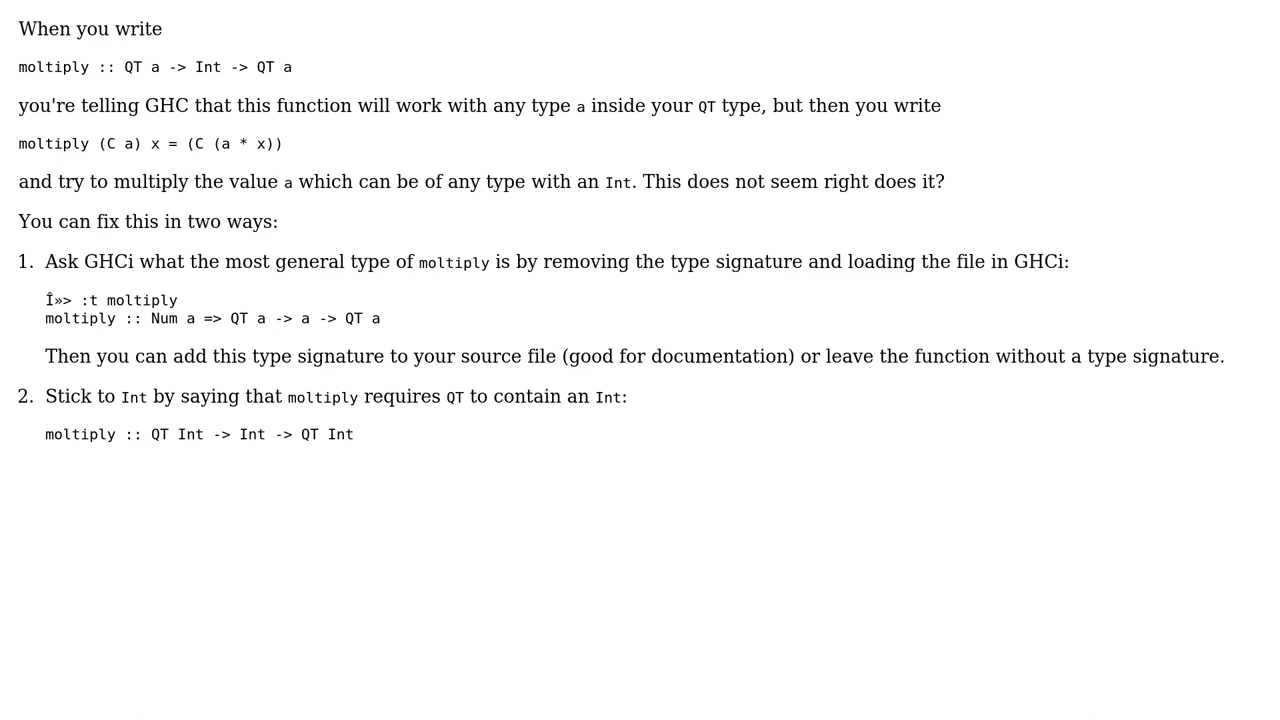 When you write
moltiply :: QT a -> Int -> QT a
you're telling GHC that this function will work with any type a inside your QT type, but then you write
moltiply (C a) x = (C (a * x))
and try to multiply the value a which can be of any type with an Int. This does not seem right does it?
You can fix this in two ways:
1. Ask GHCi what the most general type of moltiply is by removing the type signature and loading the file in GHCi:
Î»> :t moltiply
moltiply :: Num a => QT a -> a -> QT a
Then you can add this type signature to your source file (good for documentation) or leave the function without a type signature.
2. Stick to Int by saying that moltiply requires QT to contain an Int:
moltiply :: QT Int -> Int -> QT Int